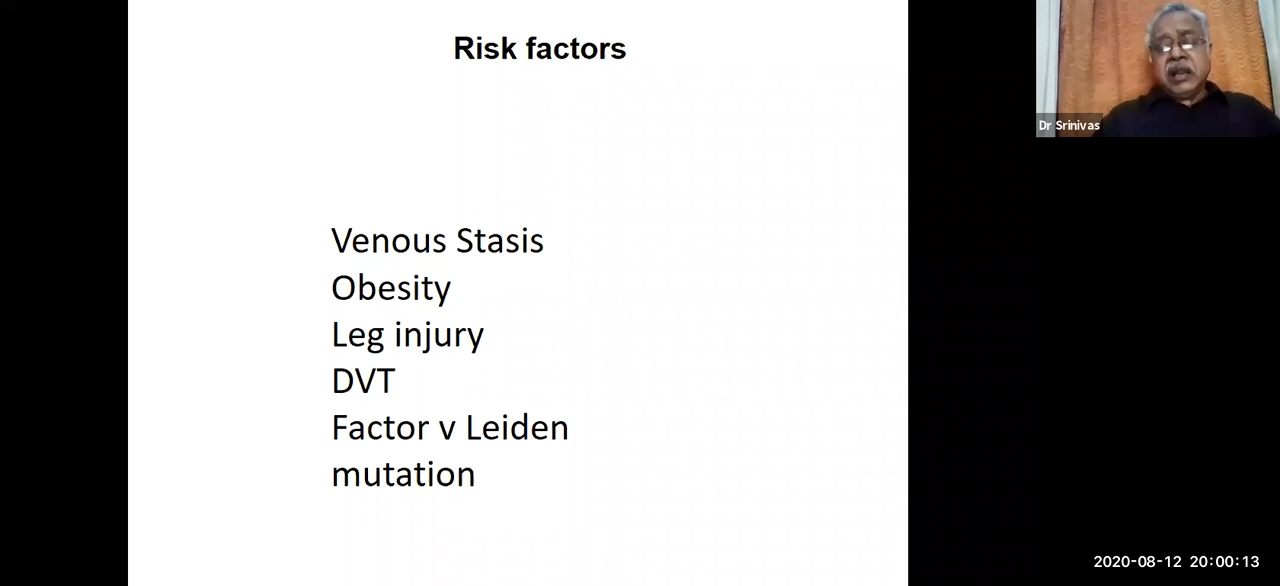 Risk factors
Dr Srinivas
Venous Stasis
Obesity
Leg injury
DVT
Factor v Leiden
mutation
2020-08-12 20:00:13